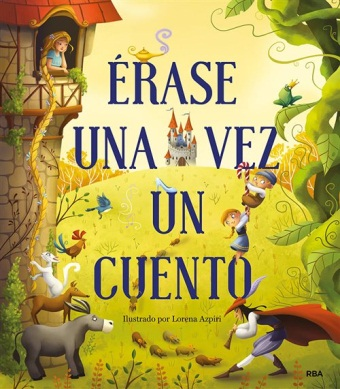 ÉRASE
UNA VEZ
UN
CUENTO
Ilustrado por Lorena Azpiri
RBA